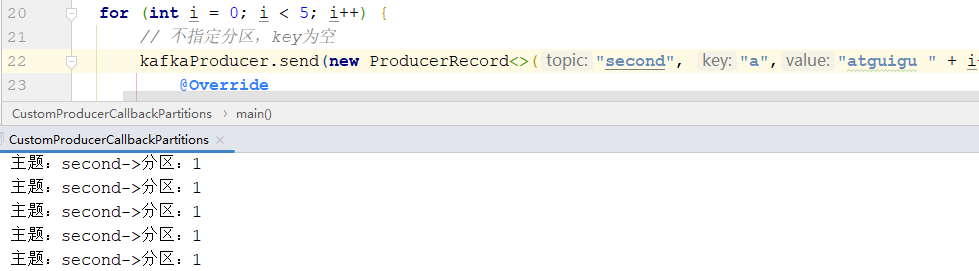 20 for (int i = 0; i < 5; i++) {
21 // 不指定分区，key为空
22 kafkaProducer.send(new ProducerRecord<>( topic: "second", key: "a", value: "atguigu " + i
23 @Override
CustomProducerCallbackPartitions › main()
CustomProducerCallbackPartitions ×
主题：second->分区：1
主题：second->分区：1
主题：second->分区：1
主题：second->分区：1
主题：second->分区：1